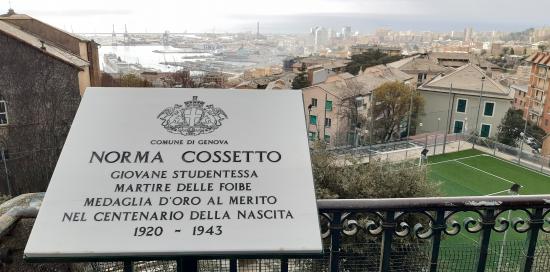 COMUNE DI GENOVA
NORMA COSSETTO
GIOVANE STUDENTESSA
MARTIRE DELLE FOIBE
MEDAGLIA D'ORO AL MERITO
NEL CENTENARIO DELLA NASCITA
1920 - 1943